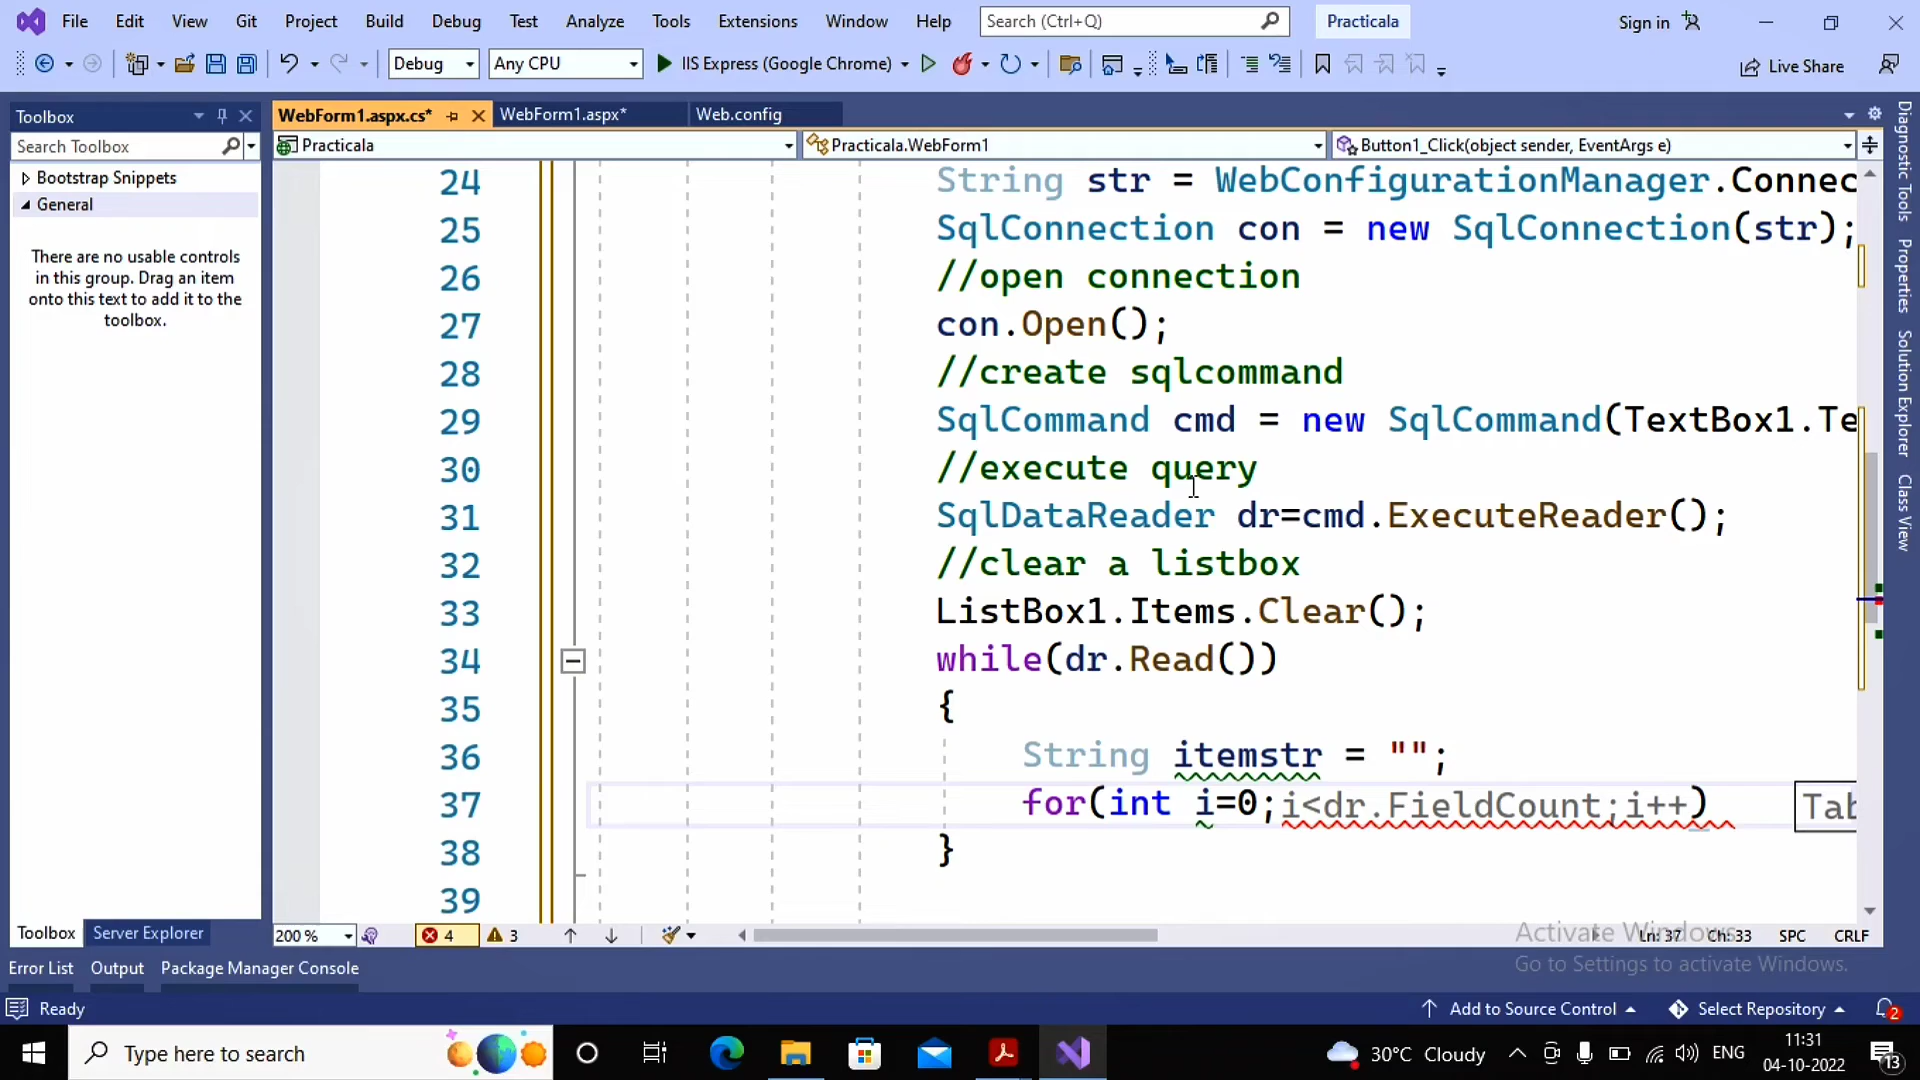 File Edit View Git Project Build Debug Test Analyze Tools Extensions Window Help Search (Ctrl+Q) Practicala Sign in
Debug Any CPU IIS Express (Google Chrome) Live Share
Toolbox WebForm1.aspx.cs* WebForm1.aspx* Web.config
Search Toolbox Practicala Practicala.WebForm1 Button1_Click(object sender, EventArgs e)
Bootstrap Snippets
General
There are no usable controls
in this group. Drag an item
onto this text to add it to the
toolbox.
24 String str = WebConfigurationManager.Connec
25 SqlConnection con = new SqlConnection(str);
26 //open connection
27 con.Open();
28 //create sqlcommand
29 SqlCommand cmd = new SqlCommand(TextBox1.Te
30 //execute query
31 SqlDataReader dr=cmd.ExecuteReader();
32 //clear a listbox
33 ListBox1.Items.Clear();
34 while(dr.Read())
35 {
36 String itemstr = "";
37 for(int i=0;i<dr.FieldCount;i++) Tab
38 }
39
Diagnostic Tools
Properties
Solution Explorer
Class View
Toolbox Server Explorer 200 % 4 3 Ln: 37 Ch: 33 SPC CRLF
Activate Windows
Go to Settings to activate Windows.
Error List Output Package Manager Console
Ready Add to Source Control Select Repository 2
Type here to search 30°C Cloudy ENG 11:31
04-10-2022 13